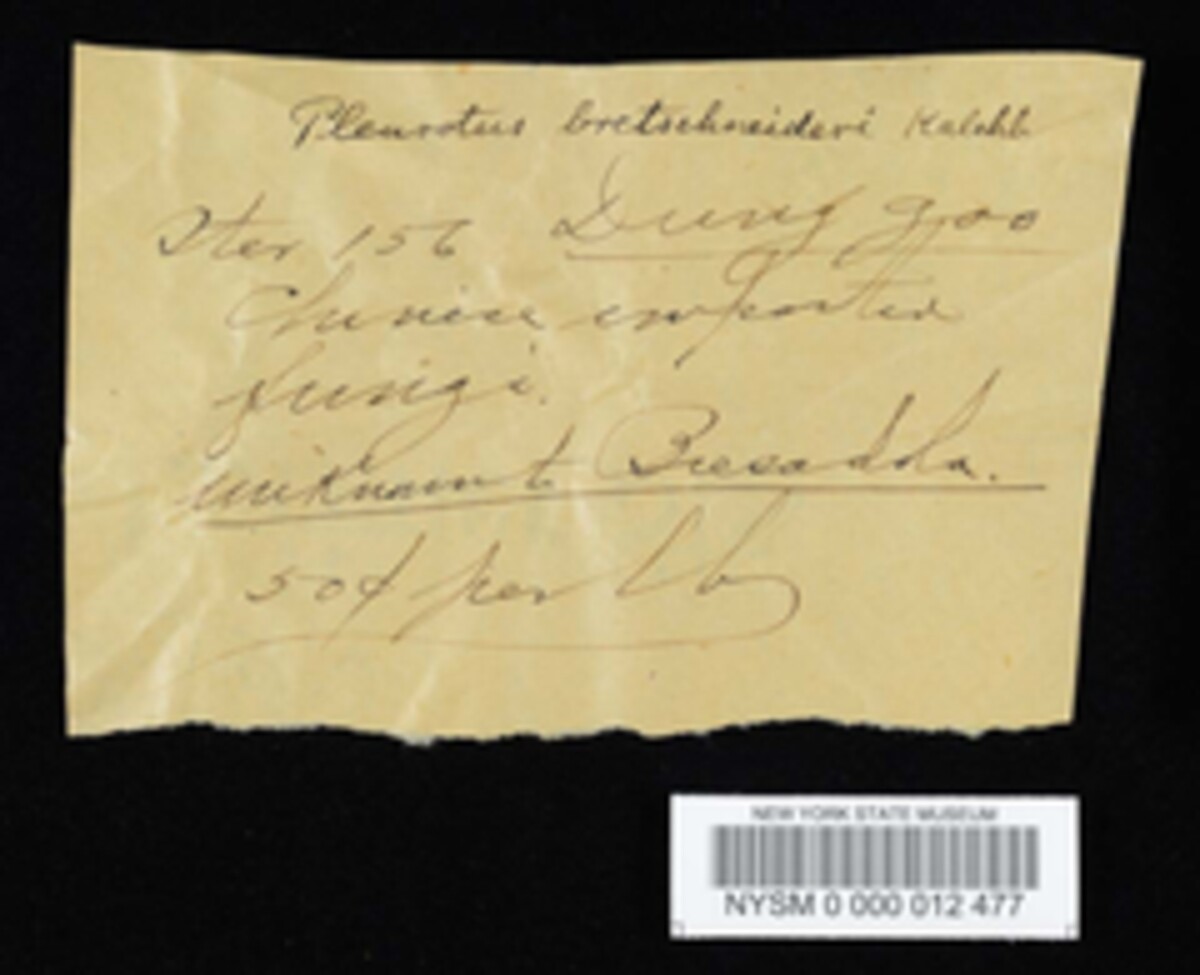 Pleurotus bretschneideri Kalchb
Ster 156 Dung goo
Chinese imported
fungi.
unknown to Bresadola.
50¢ per lb
NEW YORK STATE MUSEUM
NYSM 0 000 012 477